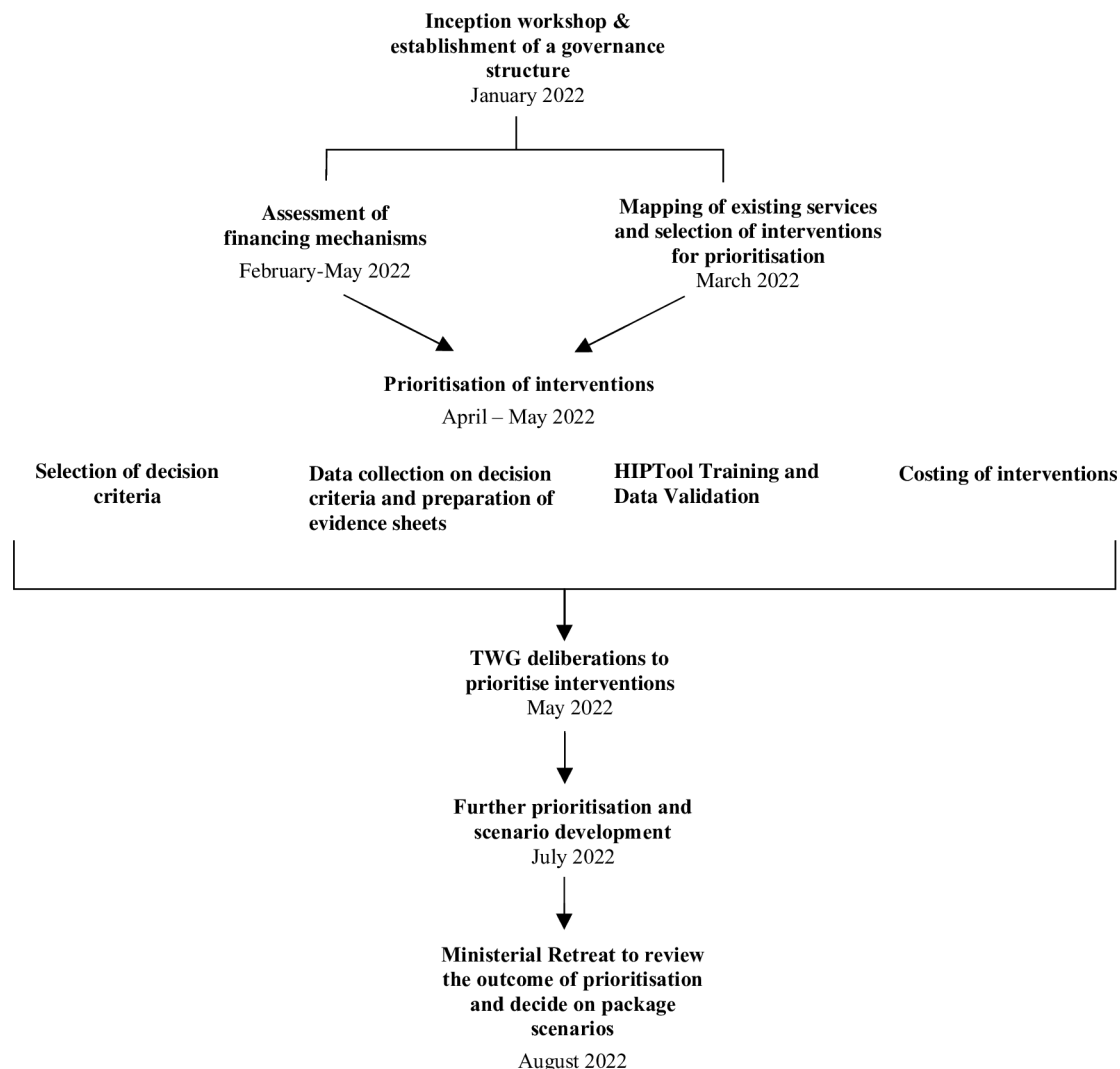 Inception workshop &
establishment of a governance
structure
January 2022
Assessment of
financing mechanisms
February-May 2022
Mapping of existing services
and selection of interventions
for prioritisation
March 2022
Prioritisation of interventions
April – May 2022
Selection of decision
criteria
Data collection on decision
criteria and preparation of
evidence sheets
HIPTool Training and
Data Validation
Costing of interventions
TWG deliberations to
prioritise interventions
May 2022
Further prioritisation and
scenario development
July 2022
Ministerial Retreat to review
the outcome of prioritisation
and decide on package
scenarios
August 2022